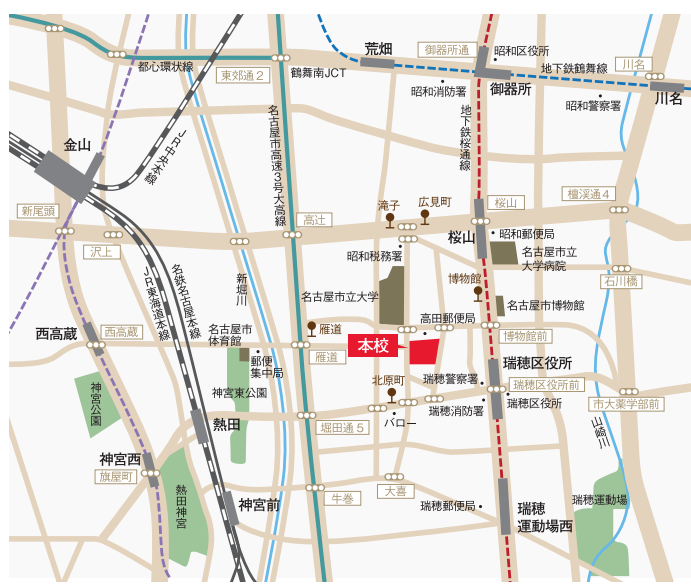 荒畑
御器所通
昭和区役所
都心環状線
東郊通2
鶴舞南JCT
地下鉄鶴舞線
川名
昭和消防署
御器所
昭和警察署
川名
名古屋市高速3号大高線
地下鉄桜通線
JR中央本線
金山
新尾頭
沢上
高辻
滝子
広見町
桜山
檀渓通4
桜山
昭和郵便局
昭和税務署
名古屋市立
大学病院
石川橋
博物館
名古屋市立大学
名古屋市博物館
新堀川
名鉄名古屋本線
JR東海道本線
高田郵便局
博物館前
西高蔵
西高蔵
名古屋市
体育館
雁道
雁道
本校
郵便
集中局
瑞穂区役所
北原町
瑞穂警察署
瑞穂区役所前
神宮公園
神宮東公園
瑞穂消防署
瑞穂区役所
市大薬学部前
熱田
堀田通5
バロー
山崎川
神宮西
旗屋町
熱田神宮
神宮前
牛巻
大喜
瑞穂郵便局
瑞穂
運動場西
瑞穂運動場